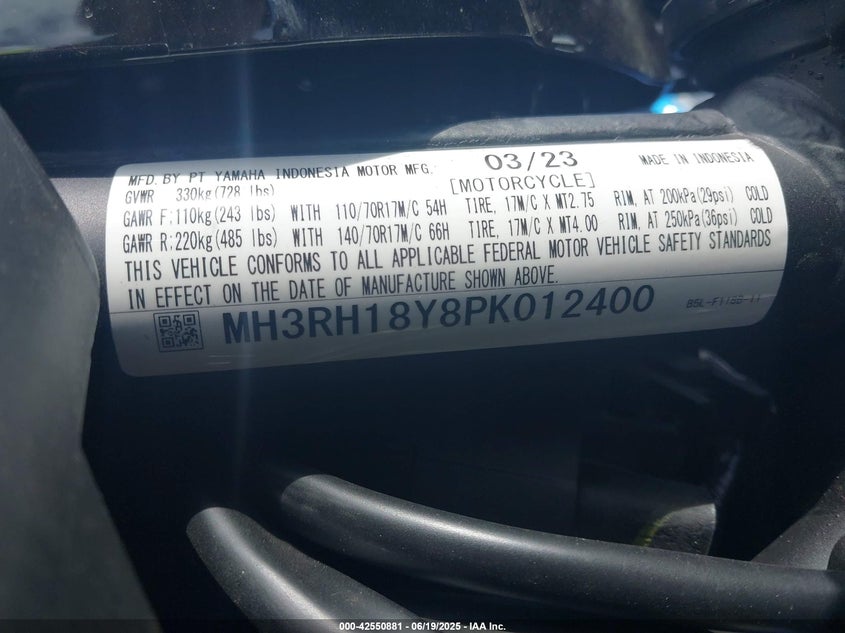 MFD. BY PT YAMAHA INDONESIA MOTOR MFG. 03/23 MADE IN INDONESIA
GVWR 330kg(728 lbs) [MOTORCYCLE]
GAWR F:110kg(243 lbs) WITH 110/70R17M/C 54H TIRE, 17M/C X MT2.75 RIM, AT 200kPa(29psi) COLD
GAWR R:220kg(485 lbs) WITH 140/70R17M/C 66H TIRE, 17M/C X MT4.00 RIM, AT 250kPa(36psi) COLD
THIS VEHICLE CONFORMS TO ALL APPLICABLE FEDERAL MOTOR VEHICLE SAFETY STANDARDS
IN EFFECT ON THE DATE OF MANUFACTURE SHOWN ABOVE.
MH3RH18Y8PK012400
000-42550881 / 06/19/2025 - IAA Inc.